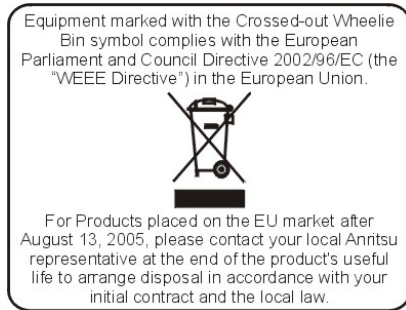 Equipment marked with the Crossed-out Wheelie
Bin symbol complies with the European
Parliament and Council Directive 2002/96/EC (the
“WEEE Directive”) in the European Union.
For Products placed on the EU market after
August 13, 2005, please contact your local Anritsu
representative at the end of the product's useful
life to arrange disposal in accordance with your
initial contract and the local law.